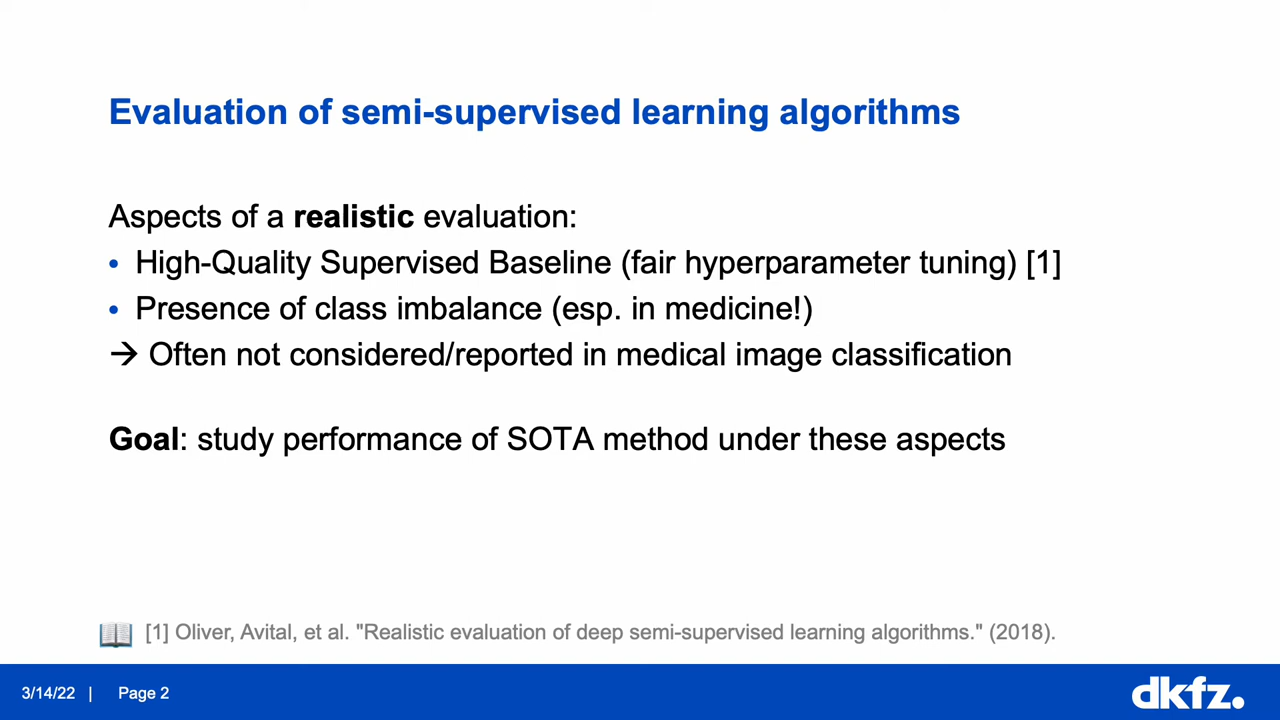 Evaluation of semi-supervised learning algorithms
Aspects of a realistic evaluation:
• High-Quality Supervised Baseline (fair hyperparameter tuning) [1]
• Presence of class imbalance (esp. in medicine!)
→ Often not considered/reported in medical image classification
Goal: study performance of SOTA method under these aspects
[1] Oliver, Avital, et al. "Realistic evaluation of deep semi-supervised learning algorithms." (2018).
3/14/22 | Page 2
dkfz.